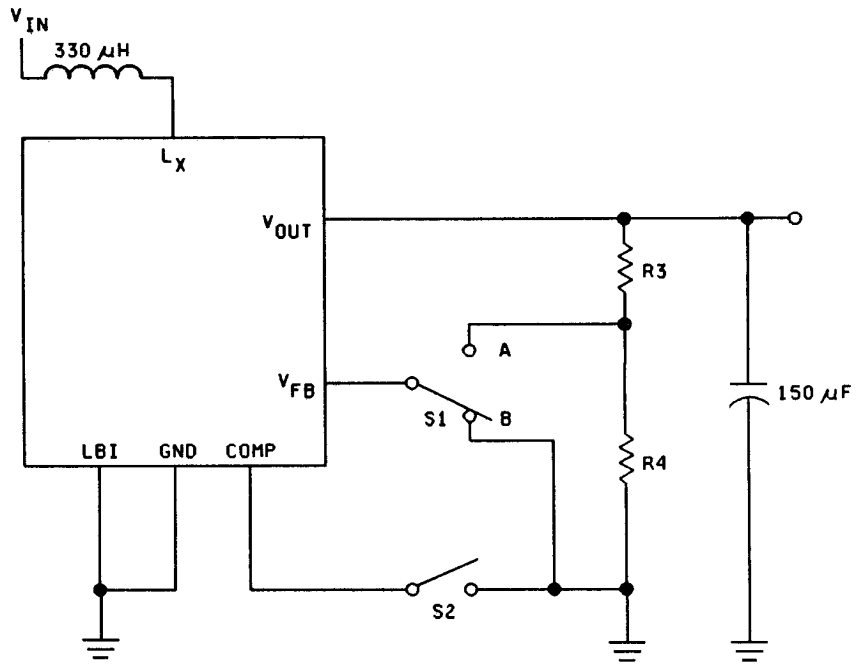 V_IN
330 μH
L_X
V_OUT
R3
A
V_FB
S1
B
150 μF
LBI GND COMP
R4
S2